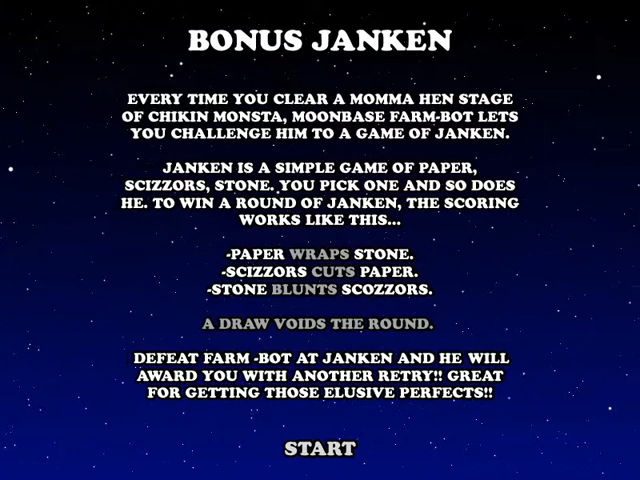 BONUS JANKEN
EVERY TIME YOU CLEAR A MOMMA HEN STAGE
OF CHIKIN MONSTA, MOONBASE FARM-BOT LETS
YOU CHALLENGE HIM TO A GAME OF JANKEN.
JANKEN IS A SIMPLE GAME OF PAPER,
SCIZZORS, STONE. YOU PICK ONE AND SO DOES
HE. TO WIN A ROUND OF JANKEN, THE SCORING
WORKS LIKE THIS...
-PAPER WRAPS STONE.
-SCIZZORS CUTS PAPER.
-STONE BLUNTS SCOZZORS.
A DRAW VOIDS THE ROUND.
DEFEAT FARM -BOT AT JANKEN AND HE WILL
AWARD YOU WITH ANOTHER RETRY!! GREAT
FOR GETTING THOSE ELUSIVE PERFECTS!!
START